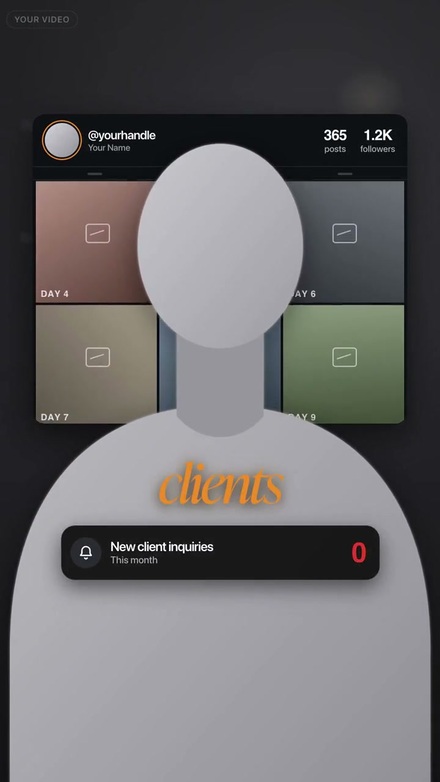 YOUR VIDEO
@yourhandle
Your Name
365
posts
1.2K
followers
DAY 4
DAY 6
DAY 7
DAY 9
clients
New client inquiries
This month
0